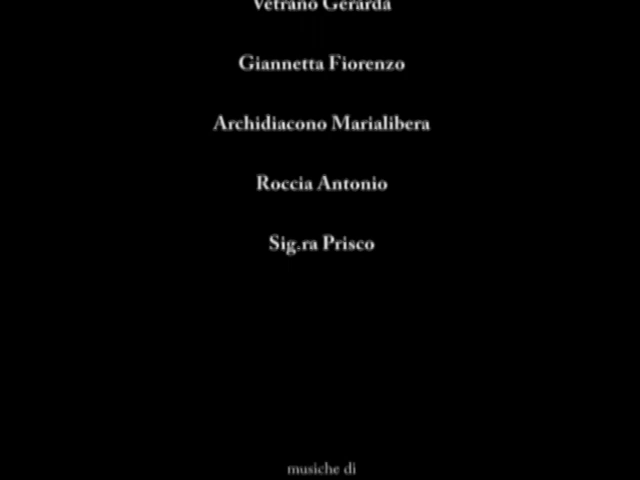 Vetrano Gerarda
Giannetta Fiorenzo
Archidiacono Marialibera
Roccia Antonio
Sig.ra Prisco
musiche di